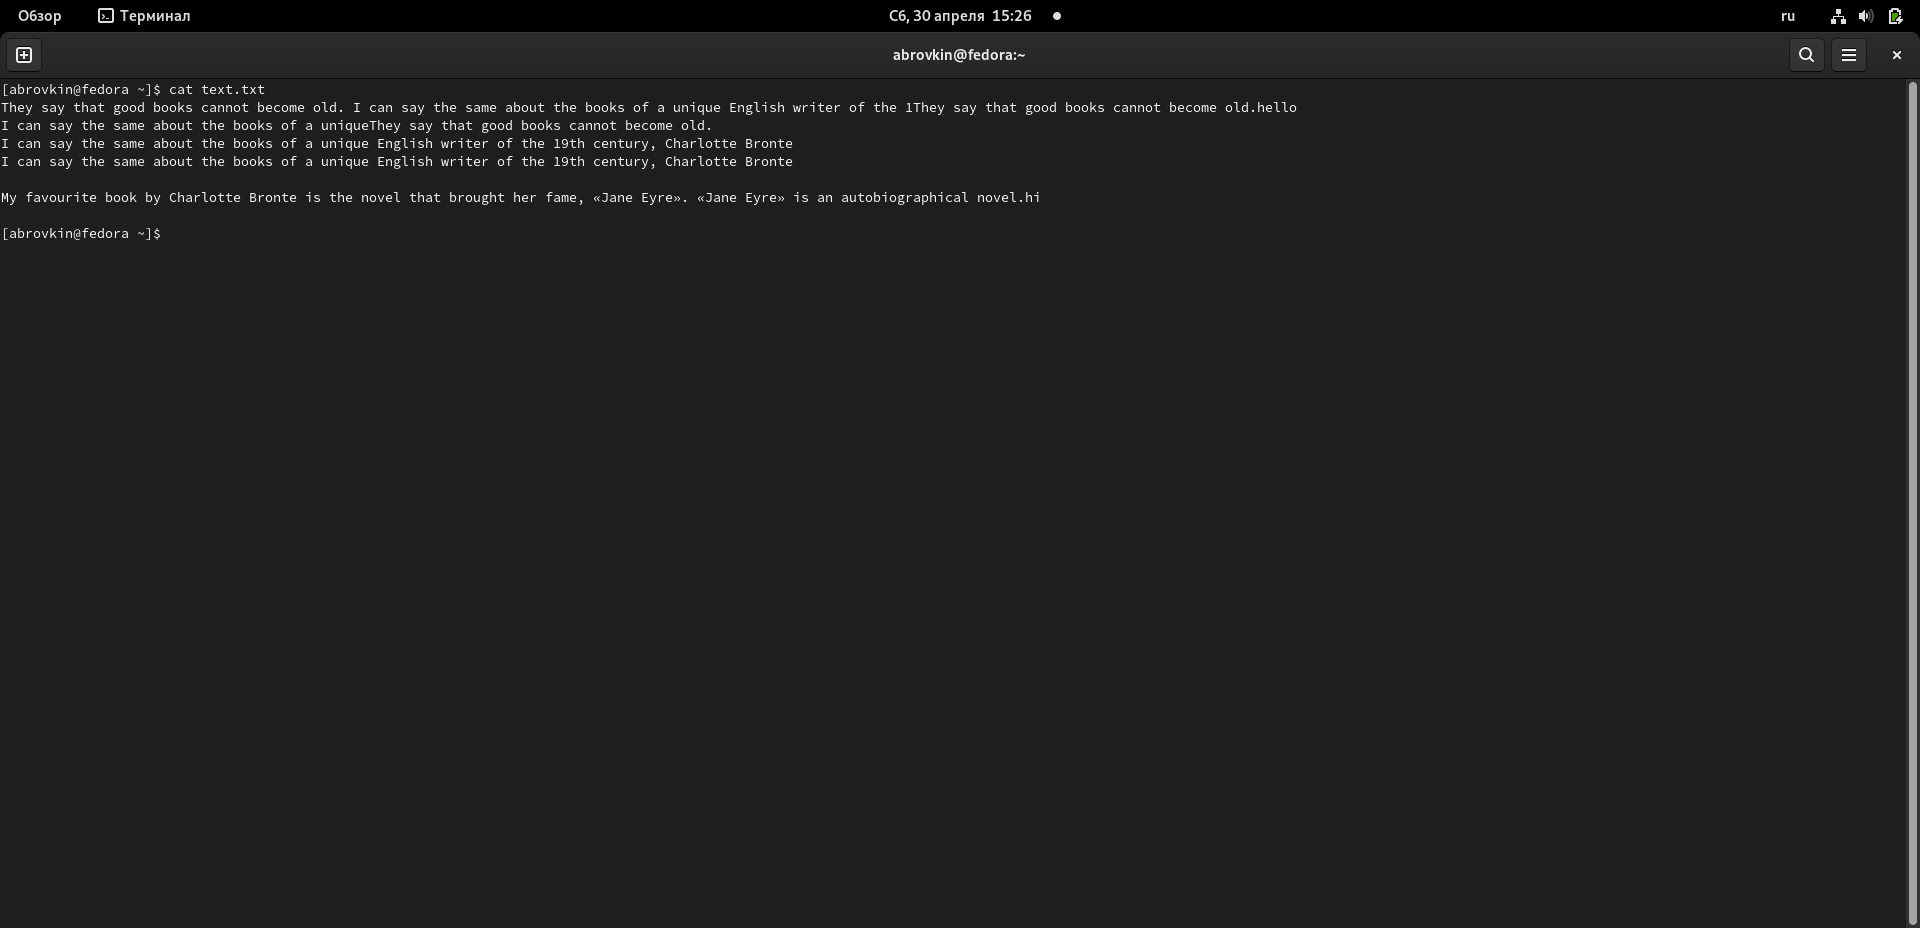 Обзор Терминал Сб, 30 апреля 15:26 ru
abrovkin@fedora:~
[abrovkin@fedora ~]$ cat text.txt
They say that good books cannot become old. I can say the same about the books of a unique English writer of the 1They say that good books cannot become old.hello
I can say the same about the books of a uniqueThey say that good books cannot become old.
I can say the same about the books of a unique English writer of the 19th century, Charlotte Bronte
I can say the same about the books of a unique English writer of the 19th century, Charlotte Bronte
My favourite book by Charlotte Bronte is the novel that brought her fame, «Jane Eyre». «Jane Eyre» is an autobiographical novel.hi
[abrovkin@fedora ~]$